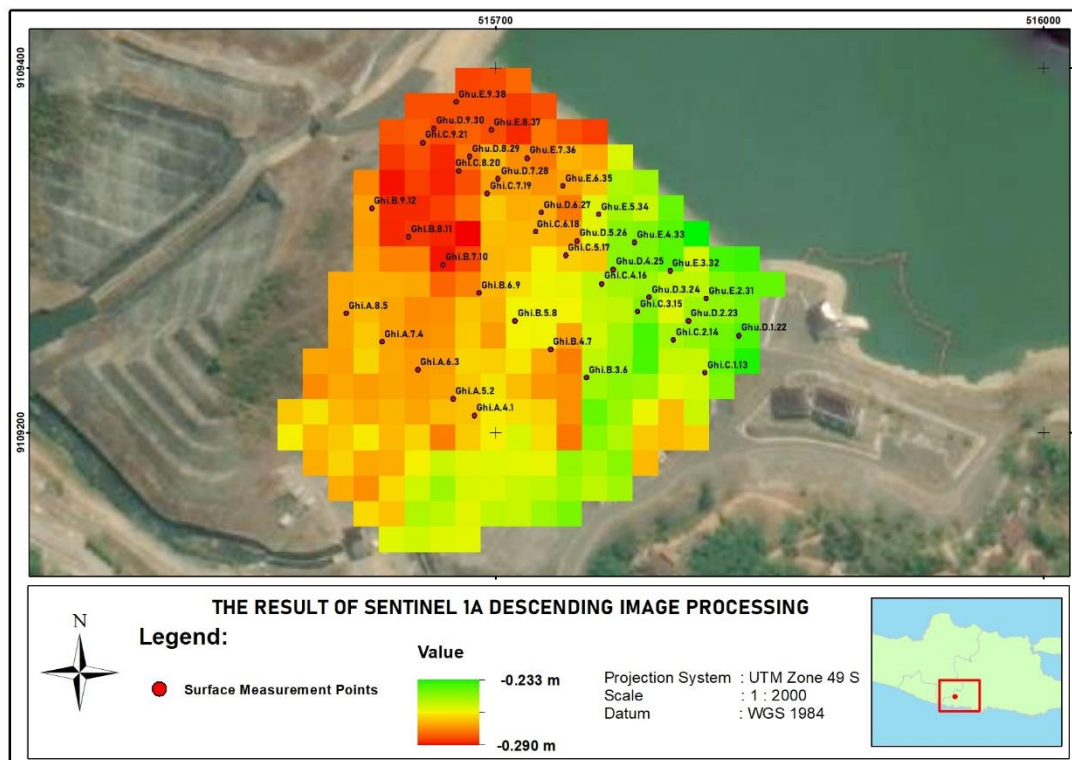 515700
516000
9109400
9109200
Ghu.E.9.38
Ghu.D.9.30
Ghu.E.8.37
Ghi.C.9.21
Ghu.D.8.29
Ghu.E.7.36
Ghi.C.8.20
Ghu.D.7.28
Ghu.E.6.35
Ghi.C.7.19
Ghi.B.9.12
Ghu.D.6.27
Ghu.E.5.34
Ghi.C.6.18
Ghi.B.8.11
Ghu.D.5.26
Ghu.E.4.33
Ghi.C.5.17
Ghi.B.7.10
Ghu.D.4.25
Ghu.E.3.32
Ghi.C.4.16
Ghi.B.6.9
Ghu.D.3.24
Ghu.E.2.31
Ghi.C.3.15
Ghi.A.8.5
Ghi.B.5.8
Ghu.D.2.23
Ghu.D.1.22
Ghi.A.7.4
Ghi.C.2.14
Ghi.B.4.7
Ghi.A.6.3
Ghi.C.1.13
Ghi.B.3.6
Ghi.A.5.2
Ghi.A.4.1
THE RESULT OF SENTINEL 1A DESCENDING IMAGE PROCESSING
N
Legend:
Surface Measurement Points
Value
-0.233 m
-0.290 m
Projection System : UTM Zone 49 S
Scale : 1 : 2000
Datum : WGS 1984